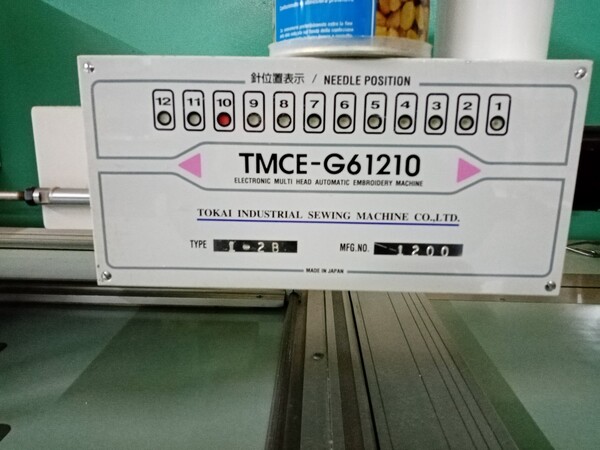 針位置表示 / NEEDLE POSITION
12 11 10 9 8 7 6 5 4 3 2 1
TMCE-G61210
ELECTRONIC MULTI HEAD AUTOMATIC EMBROIDERY MACHINE
TOKAI INDUSTRIAL SEWING MACHINE CO.,LTD.
TYPE I-2B MFG.NO. 1200
MADE IN JAPAN